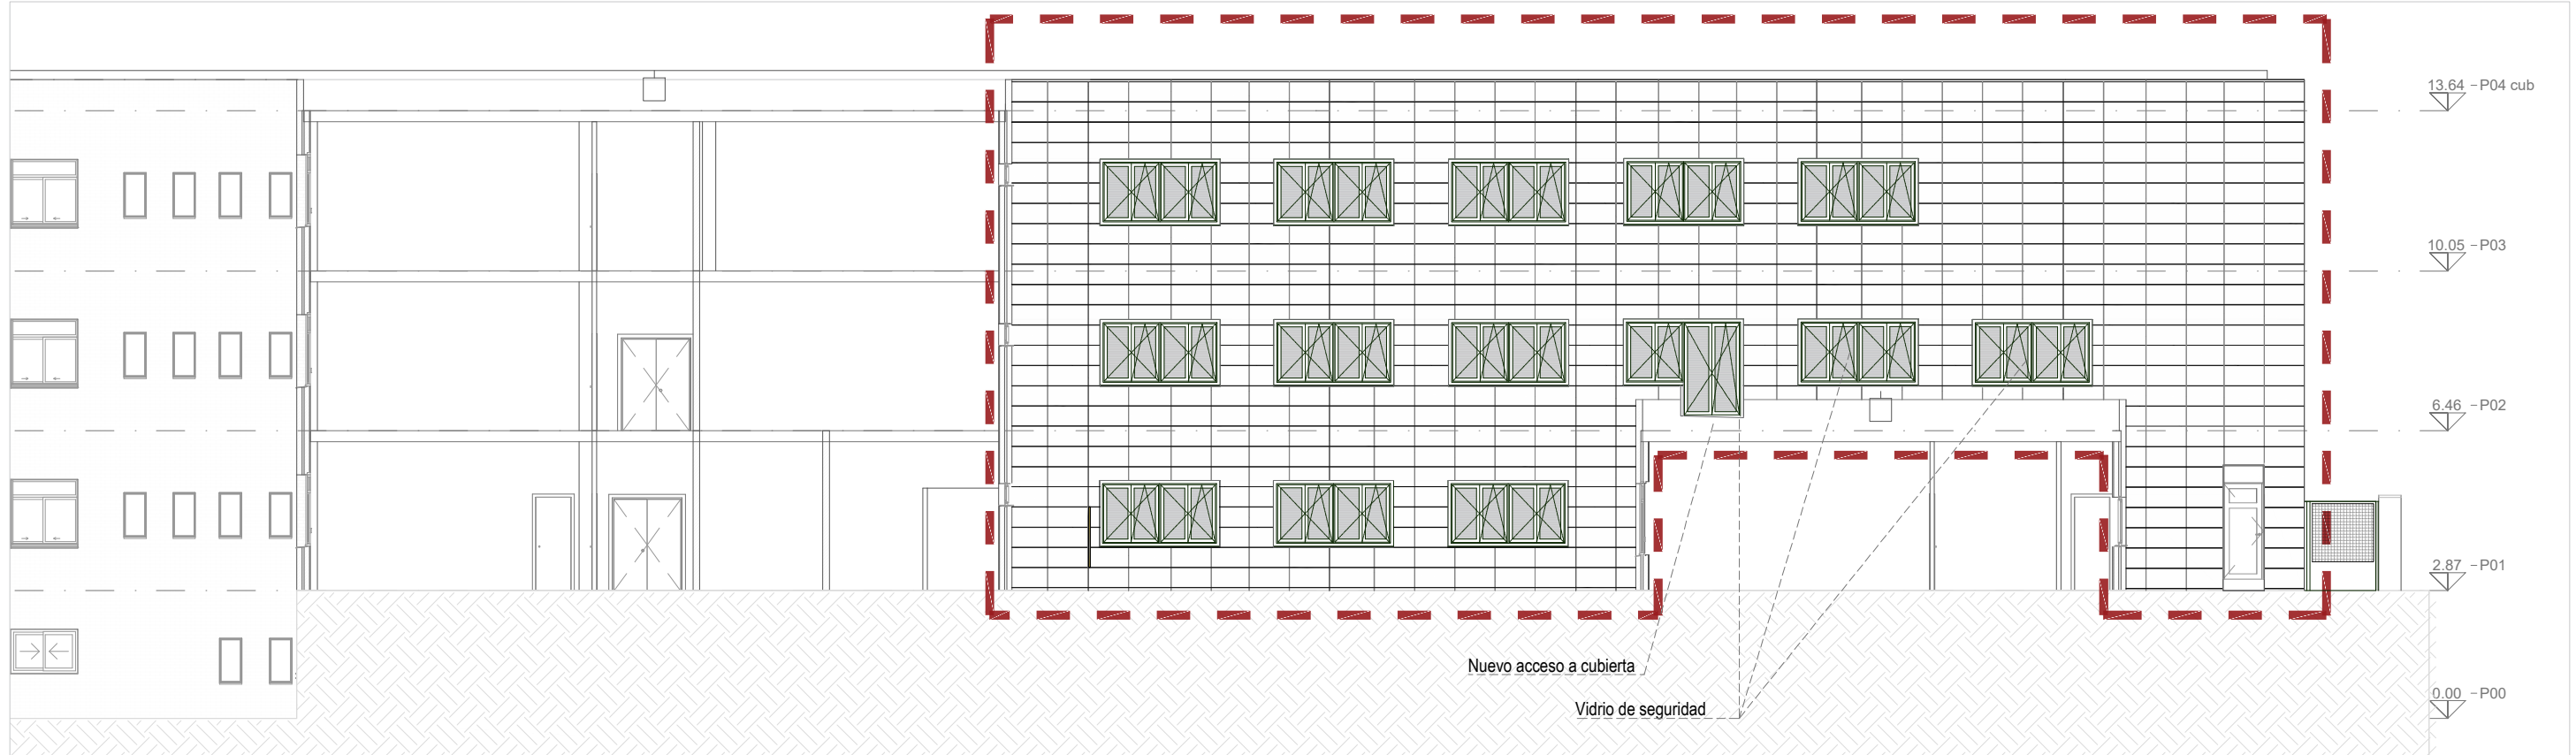 13.64 - P04 cub
10.05 - P03
6.46 - P02
2.87 - P01
Nuevo acceso a cubierta
0.00 - P00
Vidrio de seguridad